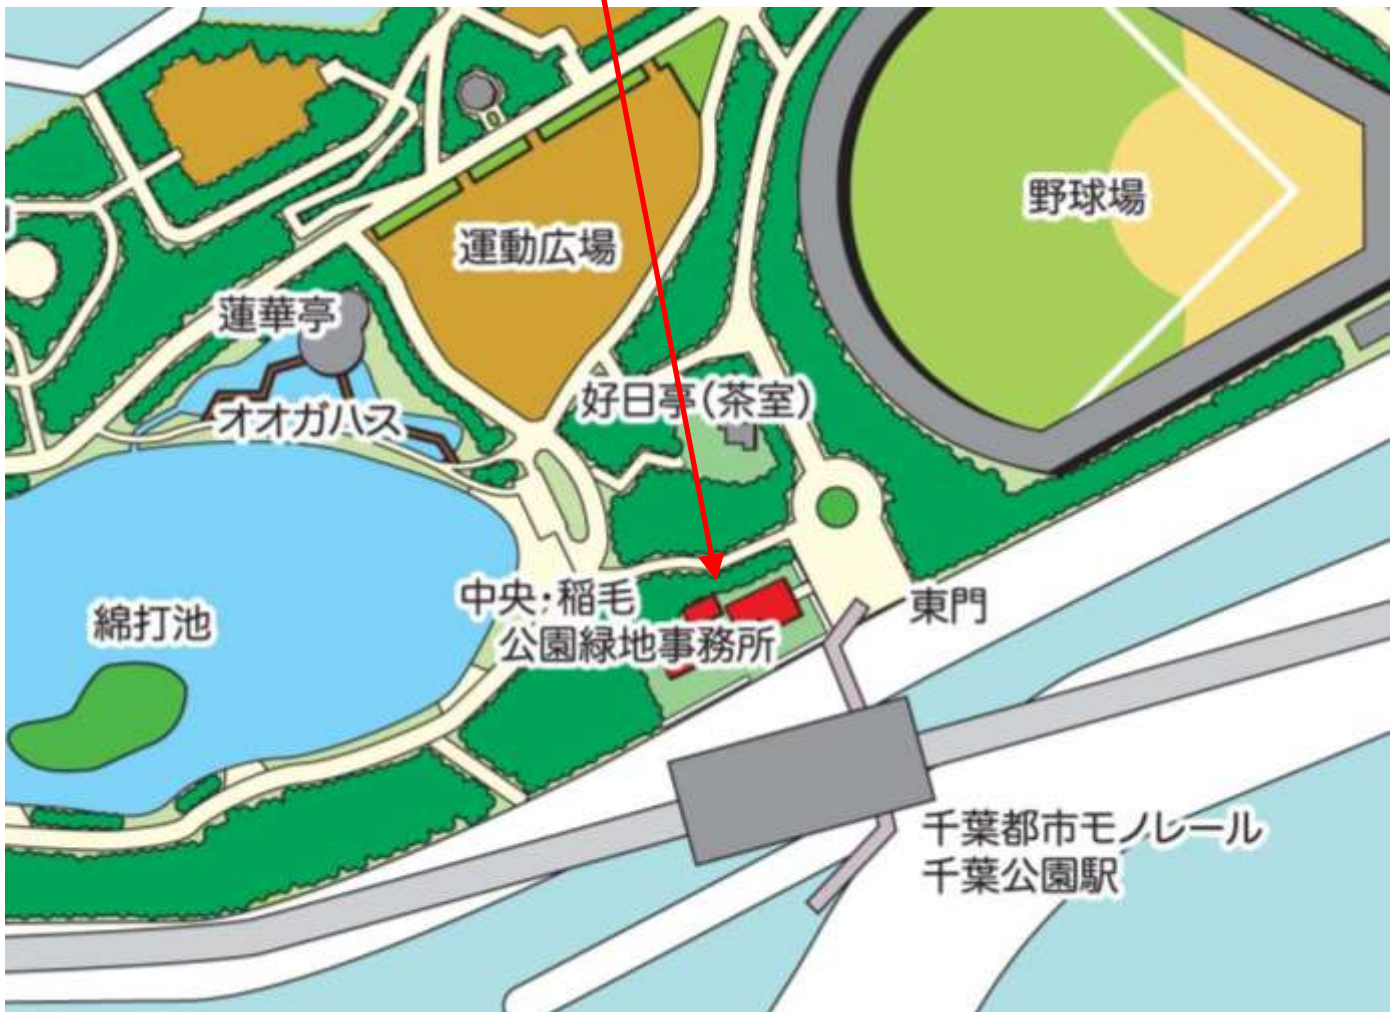 野球場
運動広場
蓮華亭
好日亭(茶室)
オオガハス
中央・稲毛
公園緑地事務所
東門
綿打池
千葉都市モノレール
千葉公園駅